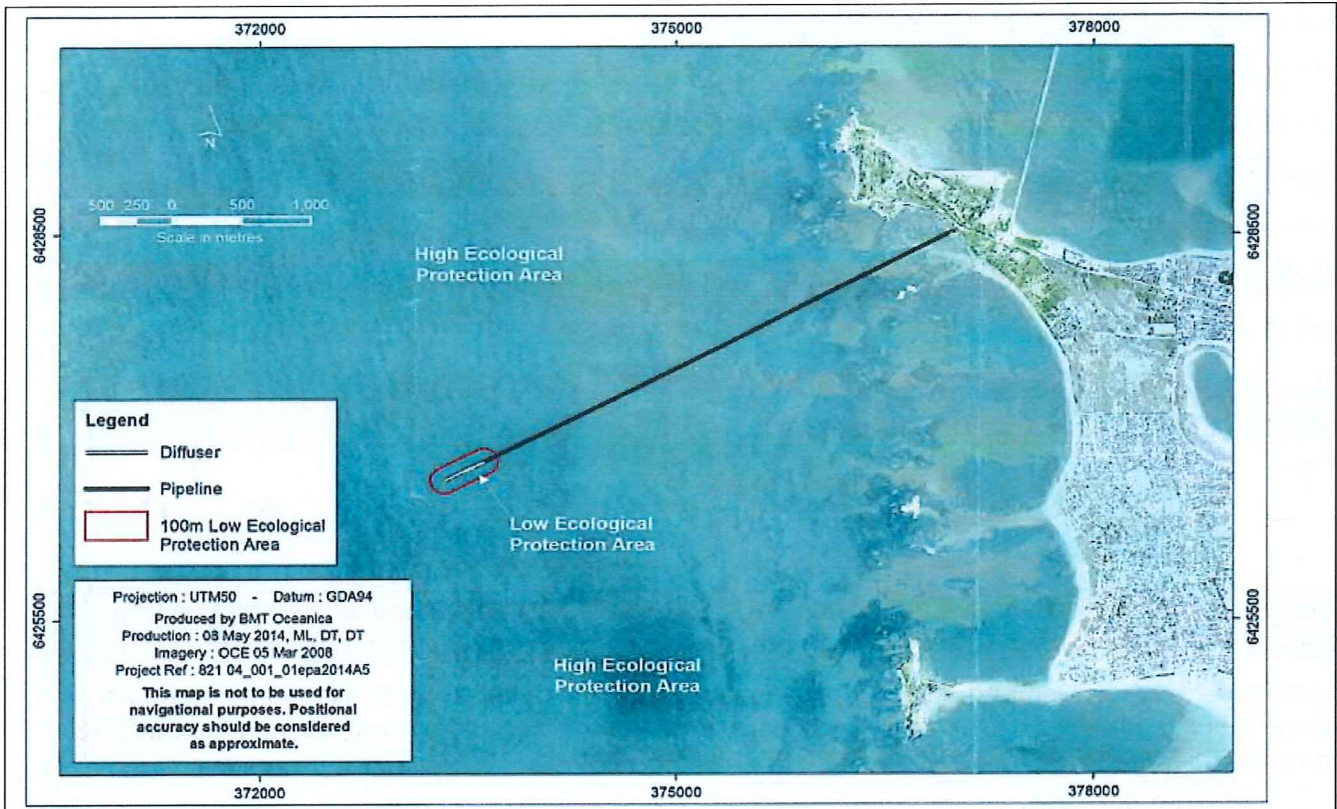 372000
375000
378000
N
500 250 0 500 1,000
Scale in metres
6428500
6428500
High Ecological
Protection Area
Legend
Diffuser
Pipeline
100m Low Ecological
Protection Area
Low Ecological
Protection Area
Projection : UTM50 - Datum : GDA94
Produced by BMT Oceanica
Production : 08 May 2014, ML, DT, DT
Imagery : OCE 05 Mar 2008
Project Ref : 821 04_001_01epa2014A5
This map is not to be used for
navigational purposes. Positional
accuracy should be considered
as approximate.
6425500
6425500
High Ecological
Protection Area
372000
375000
378000